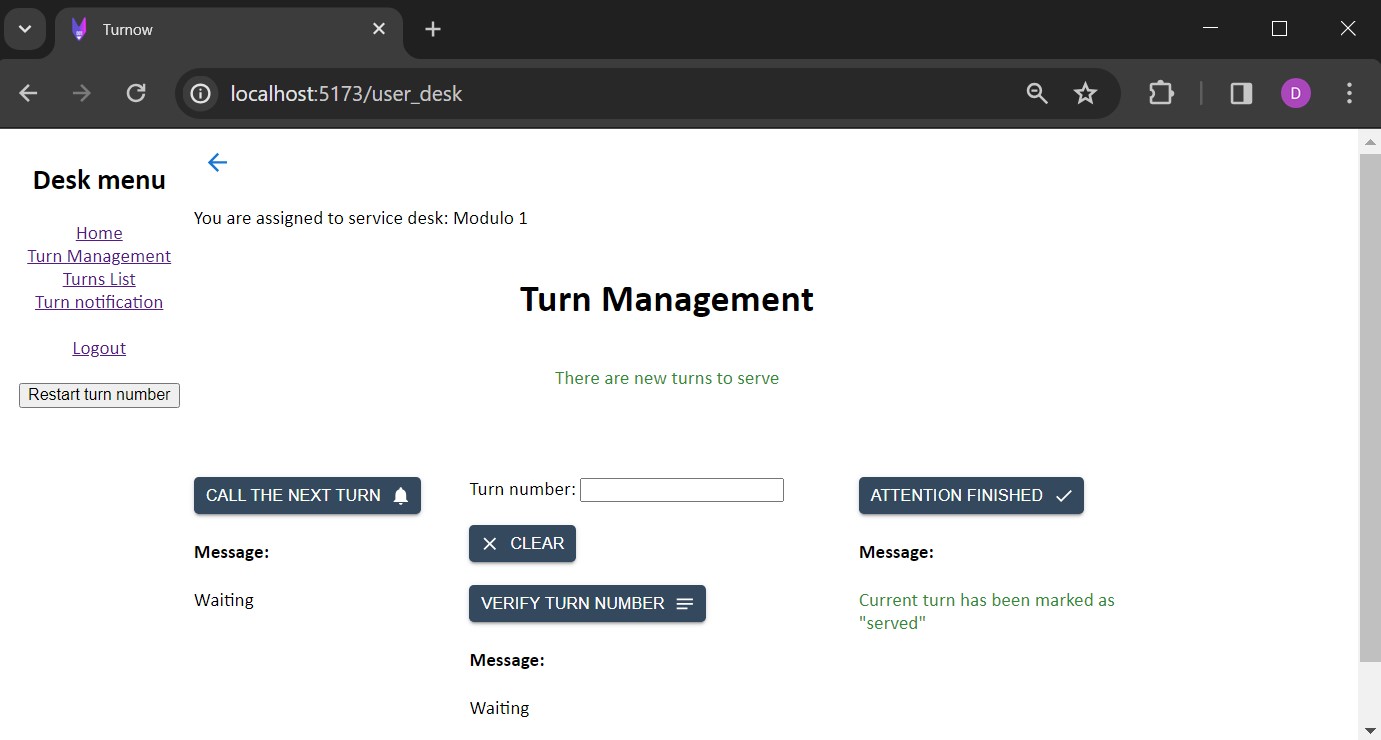 Turnow
localhost:5173/user_desk
D
Desk menu
Home
Turn Management
Turns List
Turn notification
Logout
Restart turn number
You are assigned to service desk: Modulo 1
Turn Management
There are new turns to serve
CALL THE NEXT TURN
Message:
Waiting
Turn number:
CLEAR
VERIFY TURN NUMBER
Message:
Waiting
ATTENTION FINISHED
Message:
Current turn has been marked as
"served"